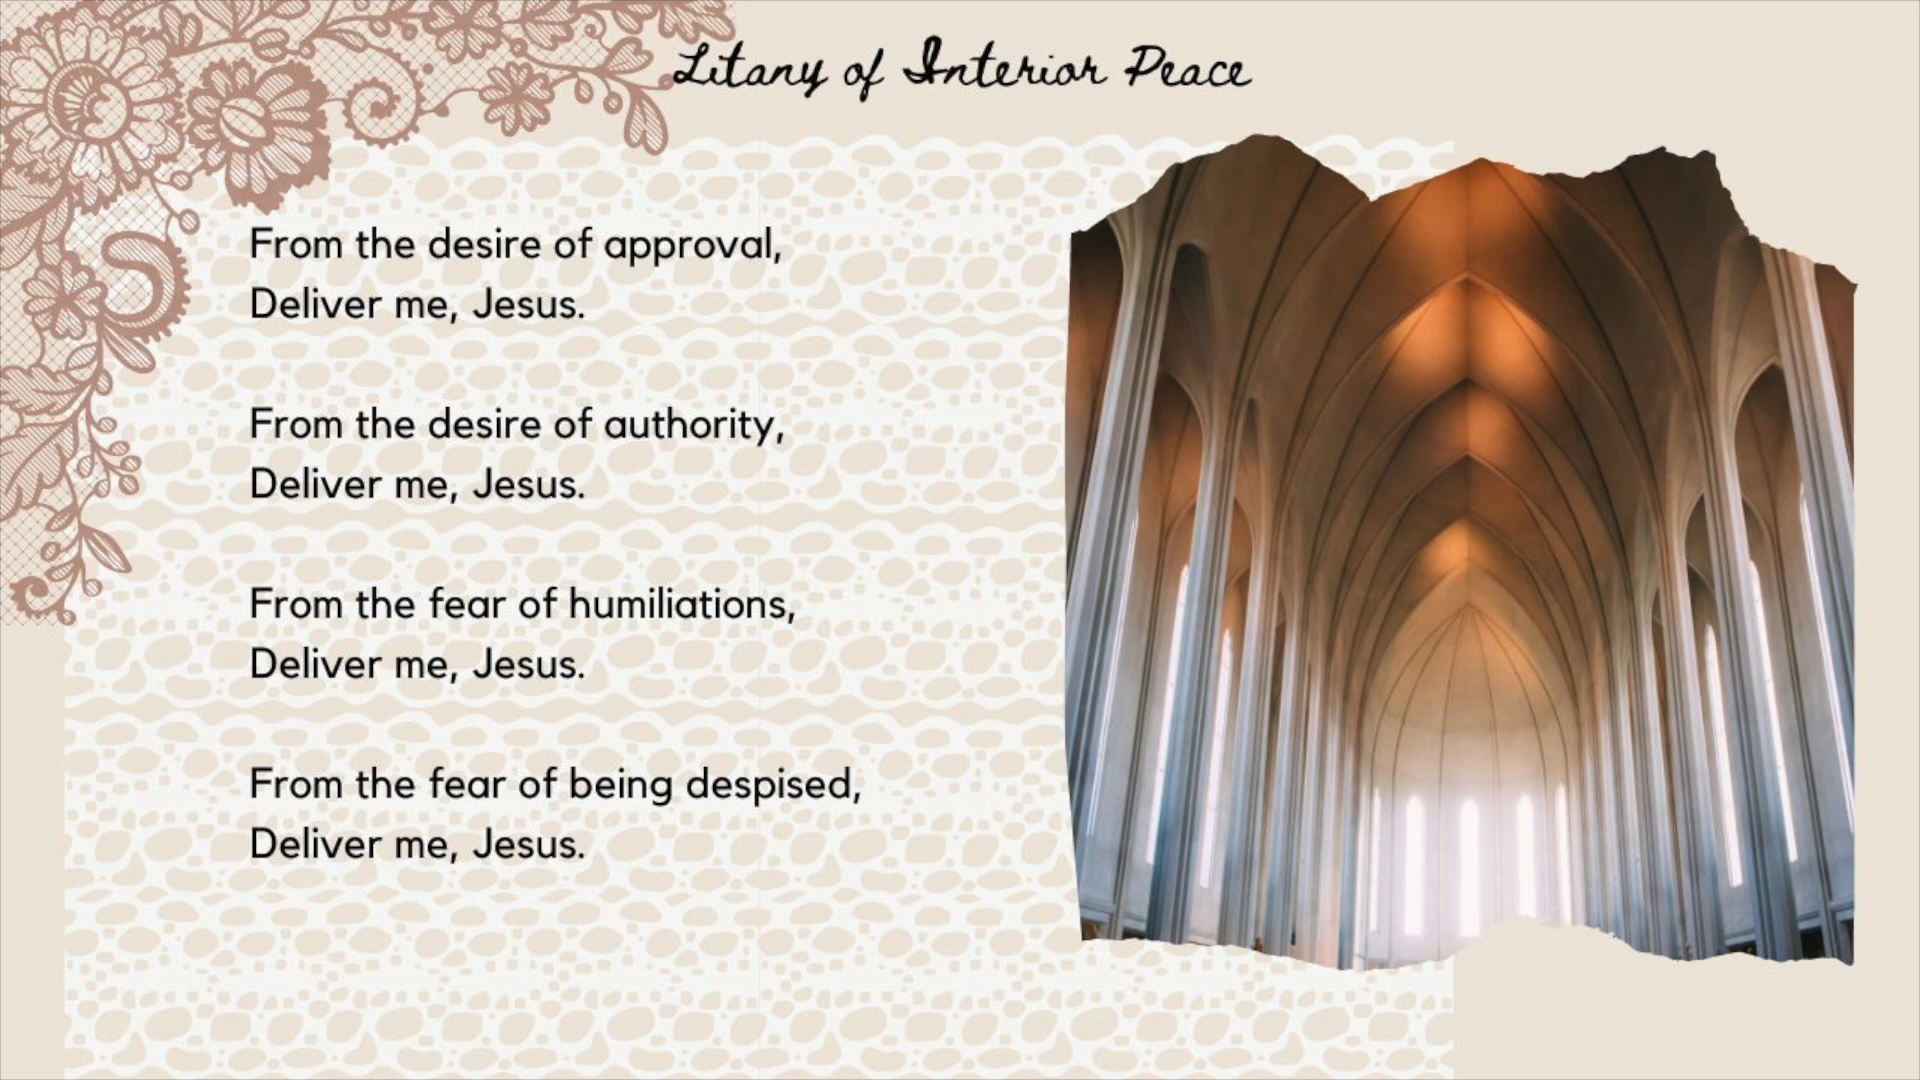 Litany of Interior Peace
From the desire of approval,
Deliver me, Jesus.
From the desire of authority,
Deliver me, Jesus.
From the fear of humiliations,
Deliver me, Jesus.
From the fear of being despised,
Deliver me, Jesus.